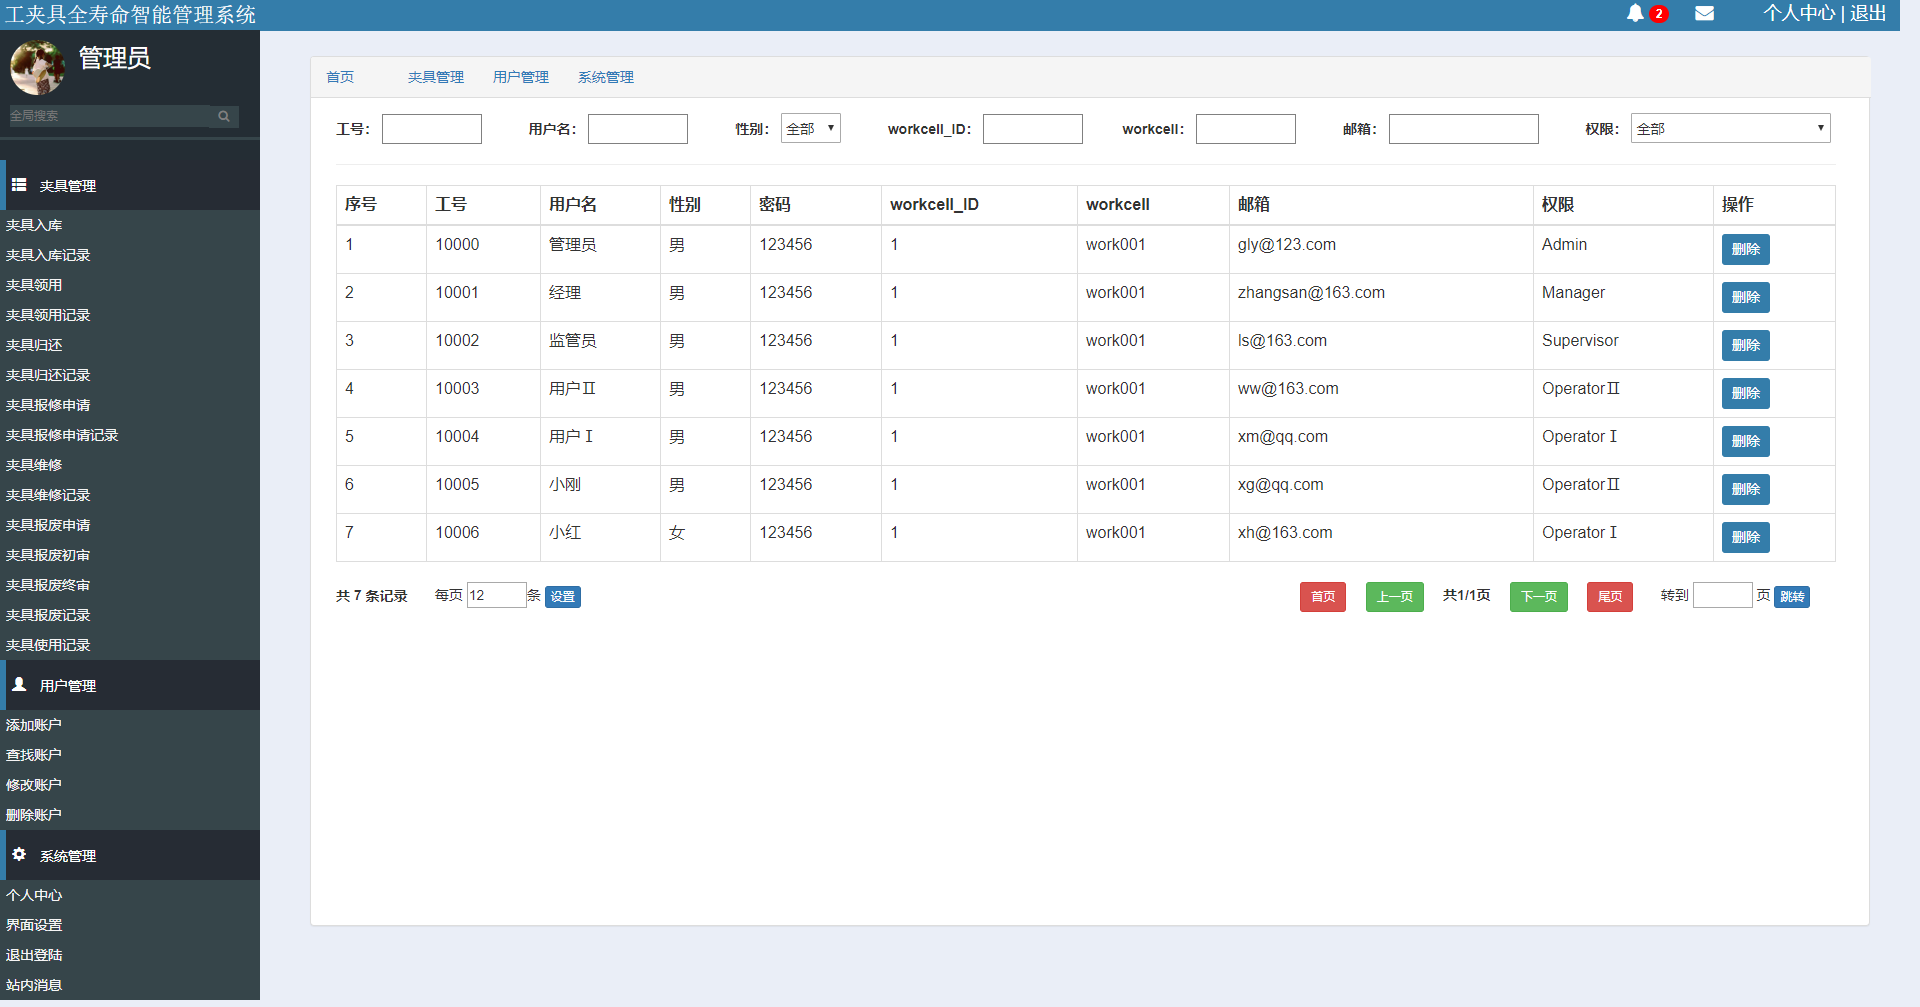 工夹具全寿命智能管理系统 2 个人中心 | 退出
管理员
全局搜索
夹具管理
夹具入库
夹具入库记录
夹具领用
夹具领用记录
夹具归还
夹具归还记录
夹具报修申请
夹具报修申请记录
夹具维修
夹具维修记录
夹具报废申请
夹具报废初审
夹具报废终审
夹具报废记录
夹具使用记录
用户管理
添加账户
查找账户
修改账户
删除账户
系统管理
个人中心
界面设置
退出登陆
站内消息
首页 夹具管理 用户管理 系统管理
工号: 用户名: 性别: 全部 workcell_ID: workcell: 邮箱: 权限: 全部
序号 工号 用户名 性别 密码 workcell_ID workcell 邮箱 权限 操作
1 10000 管理员 男 123456 1 work001 gly@123.com Admin 删除
2 10001 经理 男 123456 1 work001 zhangsan@163.com Manager 删除
3 10002 监管员 男 123456 1 work001 ls@163.com Supervisor 删除
4 10003 用户Ⅱ 男 123456 1 work001 ww@163.com OperatorⅡ 删除
5 10004 用户Ⅰ 男 123456 1 work001 xm@qq.com OperatorⅠ 删除
6 10005 小刚 男 123456 1 work001 xg@qq.com OperatorⅡ 删除
7 10006 小红 女 123456 1 work001 xh@163.com OperatorⅠ 删除
共 7 条记录 每页 12 条 设置 首页 上一页 共1/1页 下一页 尾页 转到 页 跳转